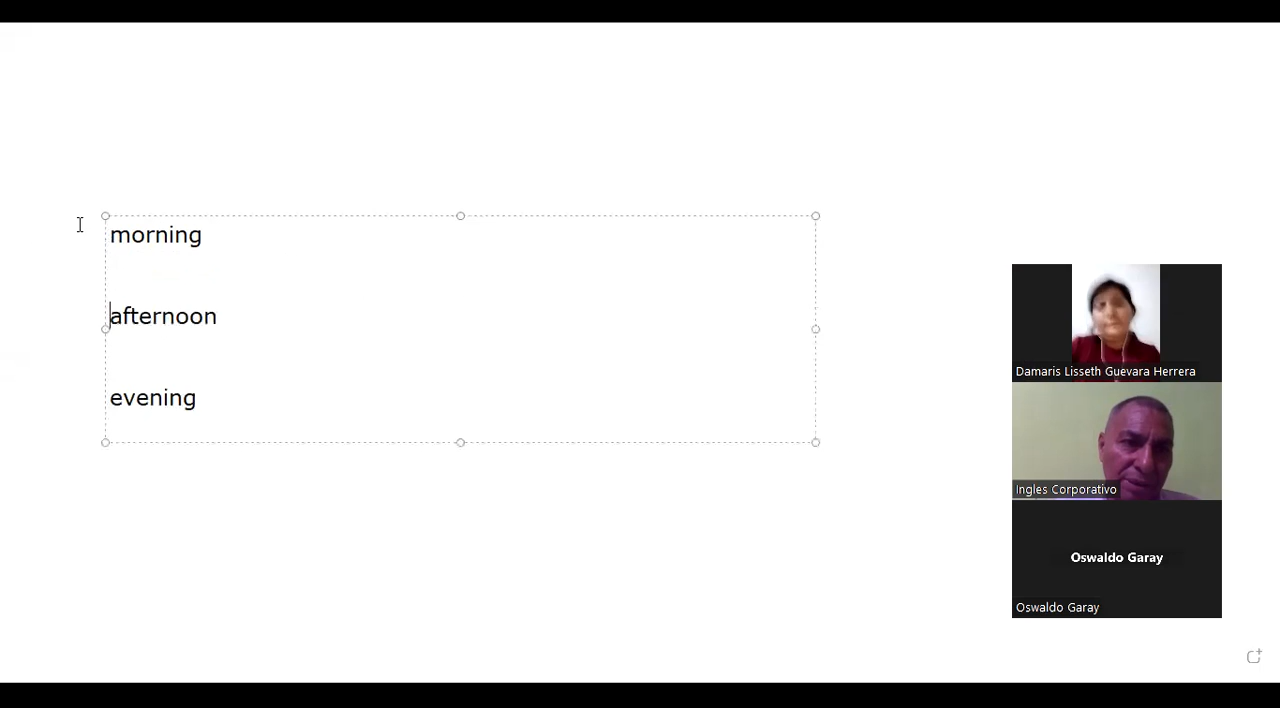 morning
afternoon
evening
Damaris Lisseth Guevara Herrera
Ingles Corporativo
Oswaldo Garay
Oswaldo Garay